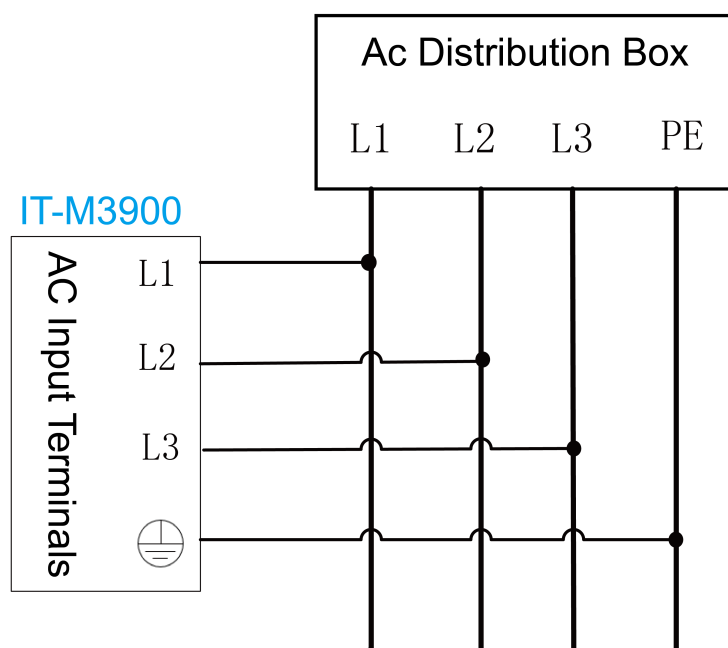 Ac Distribution Box
L1 L2 L3 PE
IT-M3900
AC Input Terminals
L1
L2
L3